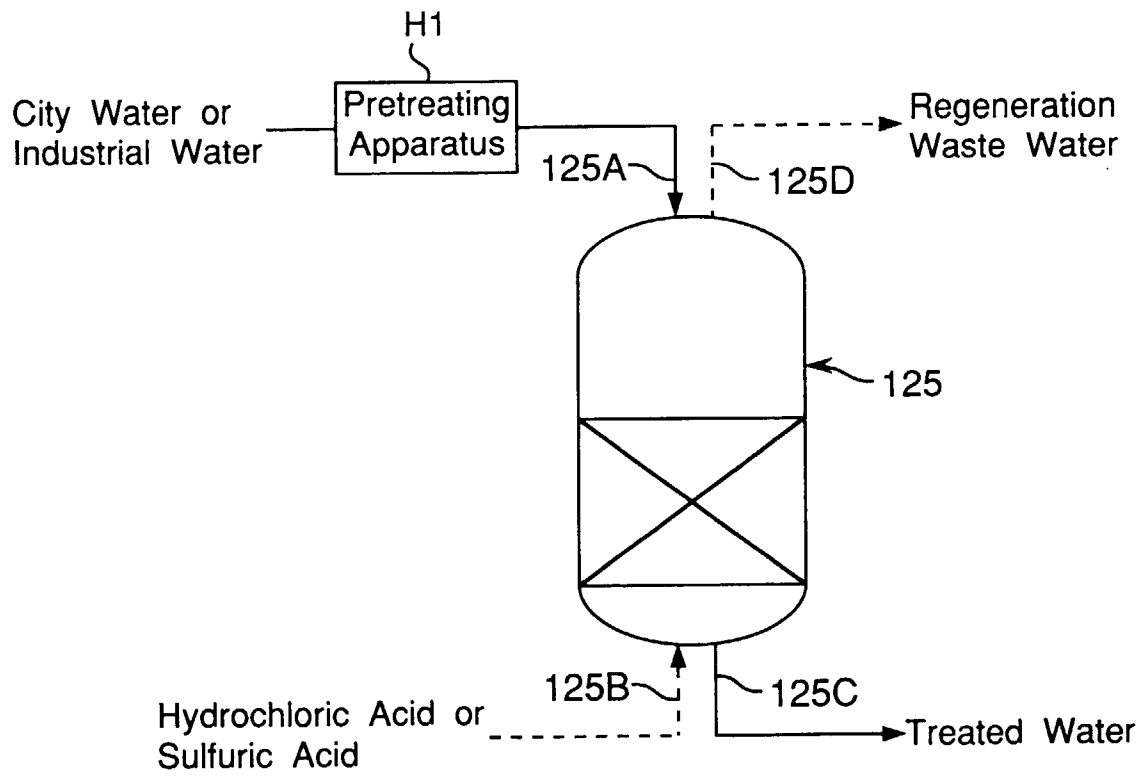 H1
City Water or
Industrial Water
Pretreating
Apparatus
Regeneration
Waste Water
125A
125D
125
125B
125C
Hydrochloric Acid or
Sulfuric Acid
Treated Water